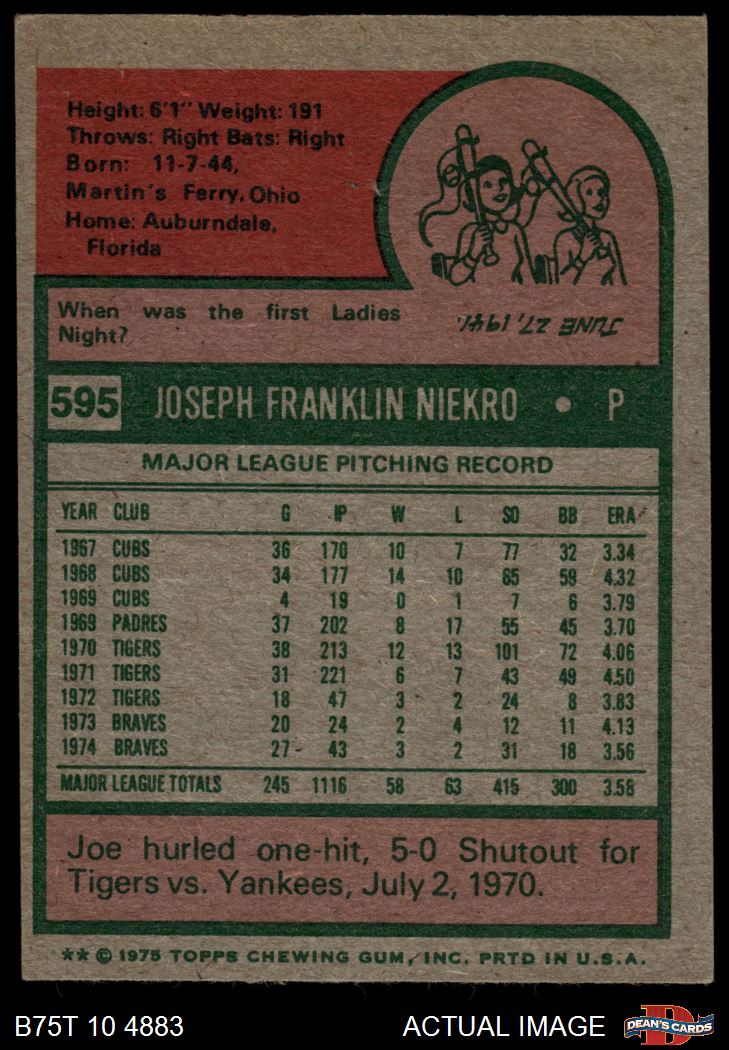 Height: 6'1" Weight: 191
Throws: Right Bats: Right
Born: 11-7-44,
Martin's Ferry, Ohio
Home: Auburndale,
Florida
When was the first Ladies
Night?
JUNE 27, 1941.
595 JOSEPH FRANKLIN NIEKRO • P
MAJOR LEAGUE PITCHING RECORD
YEAR CLUB G IP W L SO BB ERA
1967 CUBS 36 170 10 7 77 32 3.34
1968 CUBS 34 177 14 10 65 59 4.32
1969 CUBS 4 19 0 1 7 6 3.79
1969 PADRES 37 202 8 17 55 45 3.70
1970 TIGERS 38 213 12 13 101 72 4.06
1971 TIGERS 31 221 6 7 43 49 4.50
1972 TIGERS 18 47 3 2 24 8 3.83
1973 BRAVES 20 24 2 4 12 11 4.13
1974 BRAVES 27 43 3 2 31 18 3.56
MAJOR LEAGUE TOTALS 245 1116 58 63 415 300 3.58
Joe hurled one-hit, 5-0 Shutout for
Tigers vs. Yankees, July 2, 1970.
** © 1975 TOPPS CHEWING GUM, INC. PRTD IN U.S.A.
B75T 10 4883 ACTUAL IMAGE DEAN'S CARDS